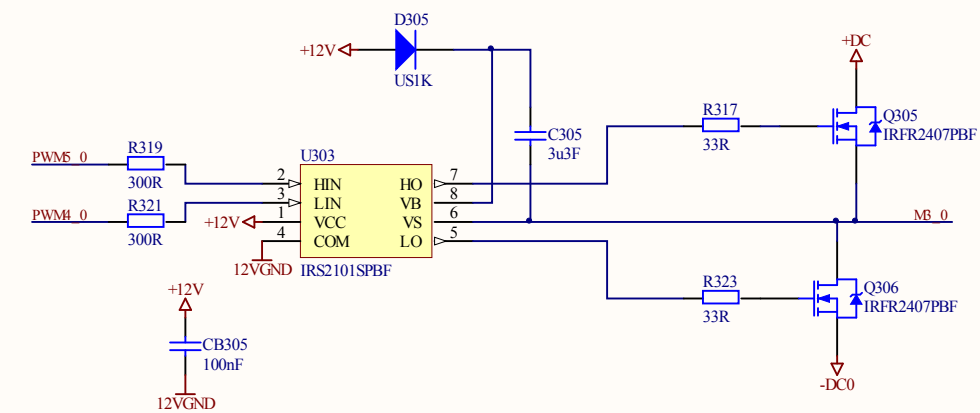 D305
+12V
US1K
+DC
R317
33R
Q305
IRFR2407PBF
C305
3u3F
PWM5_0
R319
300R
U303
2 HIN HO 7
3 LIN VB 8
1 VCC VS 6
4 COM LO 5
PWM4_0
R321
300R
+12V
M3_0
12VGND
IRS2101SPBF
R323
33R
Q306
IRFR2407PBF
+12V
CB305
100nF
12VGND
-DC0